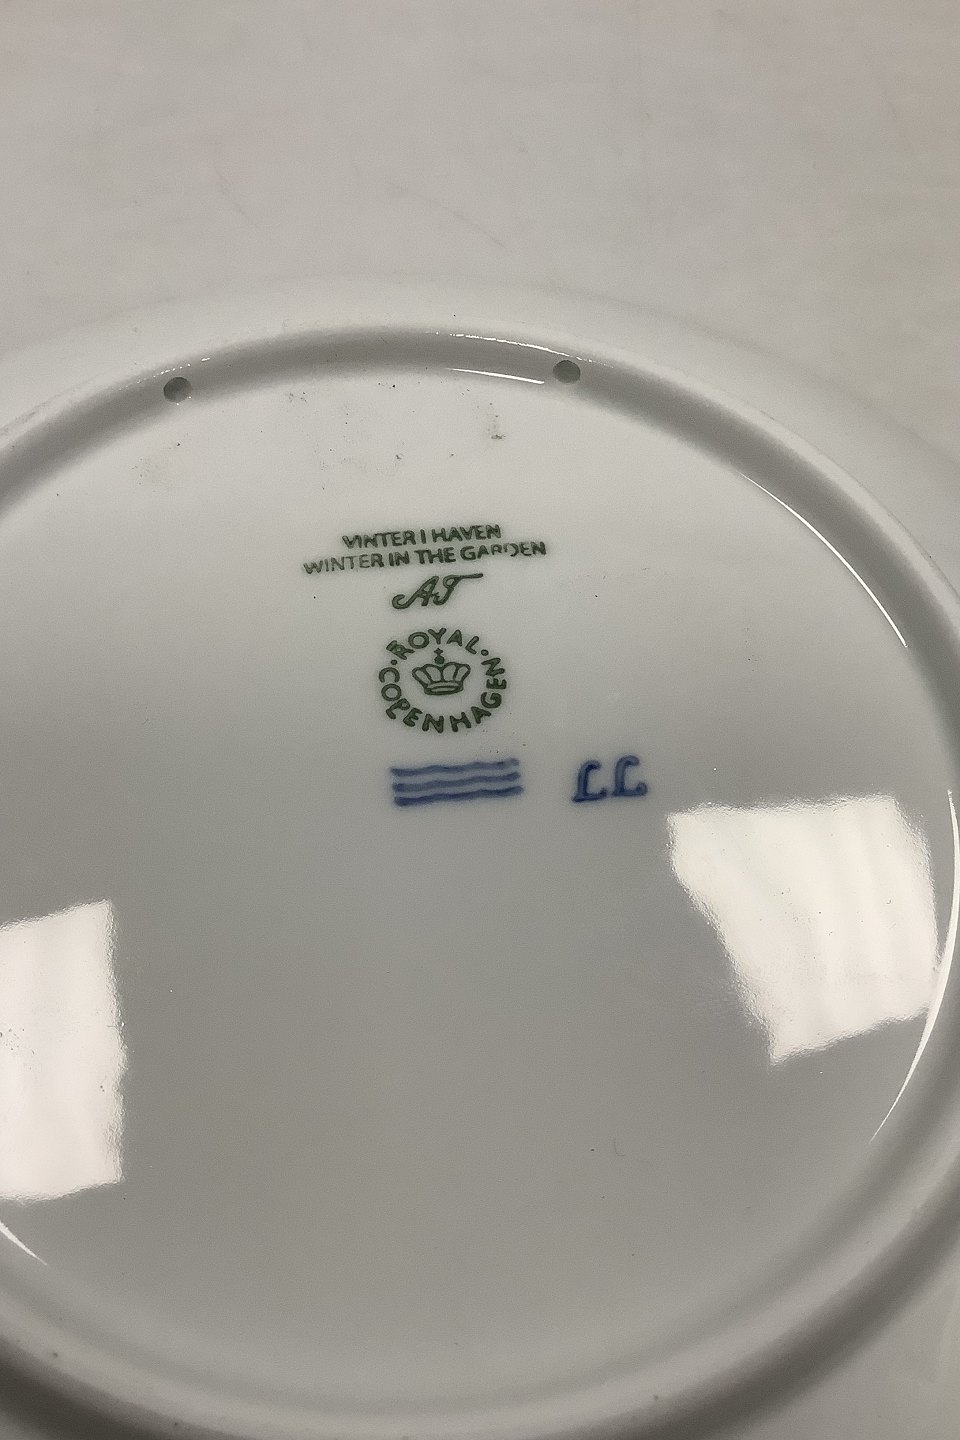 VINTER I HAVEN
WINTER IN THE GARDEN
AT
ROYAL COPENHAGEN
LL